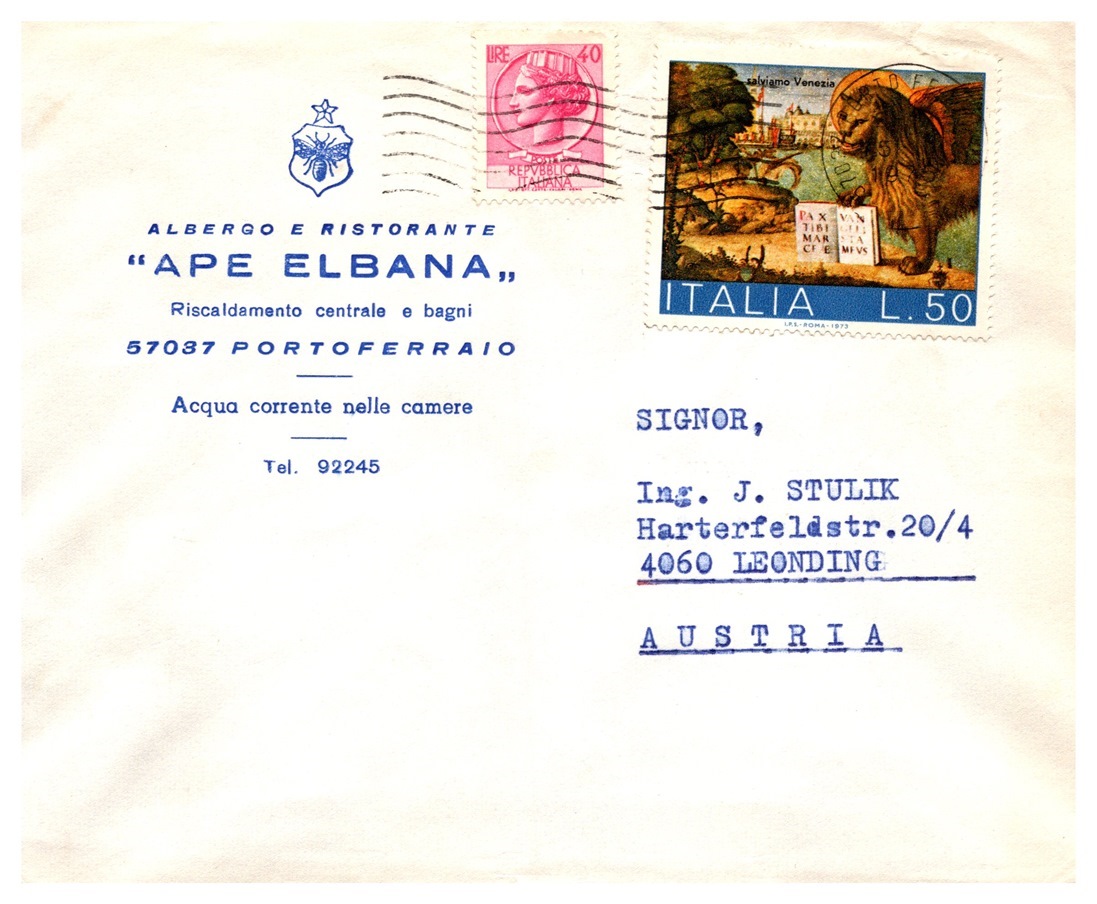 ALBERGO E RISTORANTE
“APE ELBANA„
Riscaldamento centrale e bagni
57037 PORTOFERRAIO
Acqua corrente nelle camere
Tel. 92245
LIRE 40
POSTE
REPVBBLICA
ITALIANA
salviamo Venezia
PAX
TIBI
MAR
CE E
VAN
GELI
STA
MEVS
ITALIA L.50
I.P.S.-ROMA-1973
SIGNOR,
Ing. J. STULIK
Harterfeldstr.20/4
4060 LEONDING
AUSTRIA